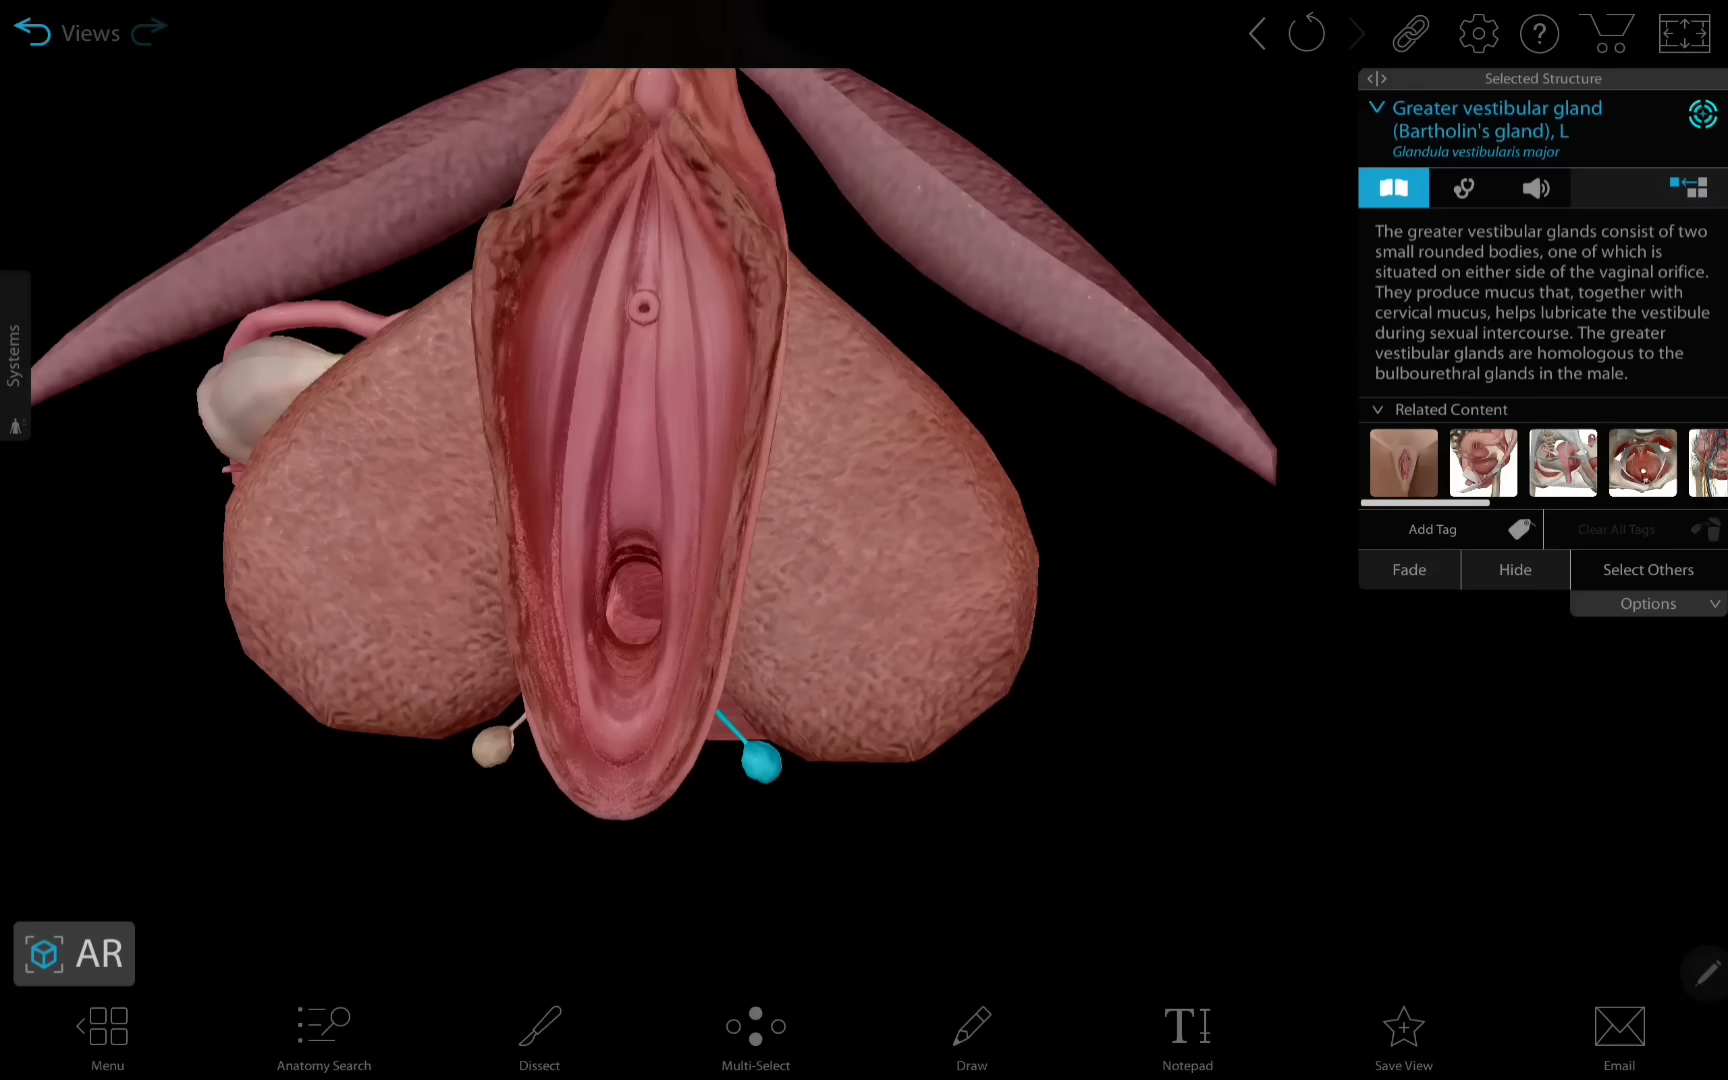 Views
Selected Structure
Greater vestibular gland
(Bartholin's gland), L
Glandula vestibularis major
The greater vestibular glands consist of two
small rounded bodies, one of which is
situated on either side of the vaginal orifice.
They produce mucus that, together with
cervical mucus, helps lubricate the vestibule
during sexual intercourse. The greater
vestibular glands are homologous to the
bulbourethral glands in the male.
Systems
Related Content
Add Tag
Clear All Tags
Fade
Hide
Select Others
Options
AR
Menu
Anatomy Search
Dissect
Multi-Select
Draw
Notepad
Save View
Email